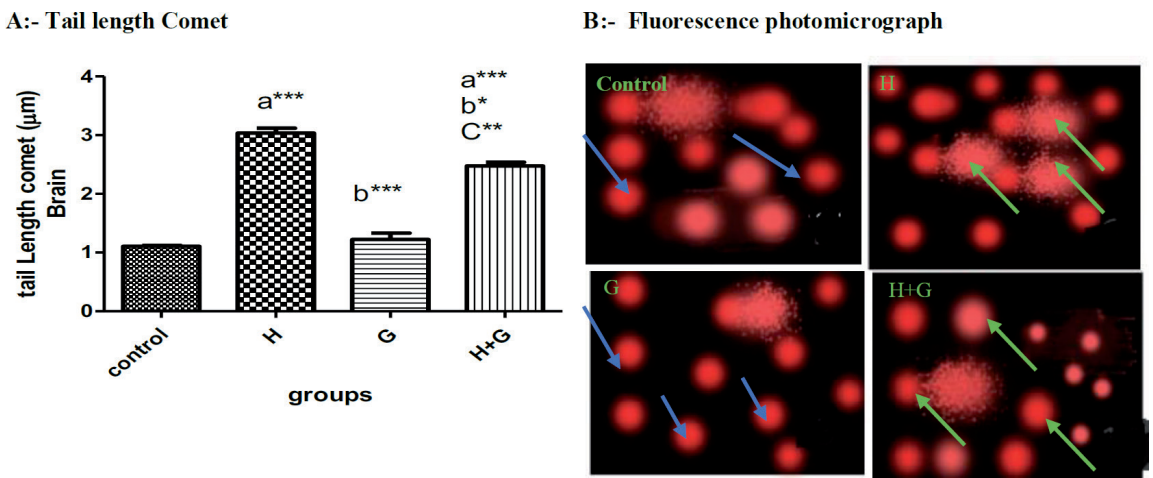 A:- Tail length Comet
B:- Fluorescence photomicrograph
tail Length comet (µm)
Brain
4
3
2
1
0
a***
b***
a***
b*
C**
control
H
G
H+G
groups
Control
H
G
H+G